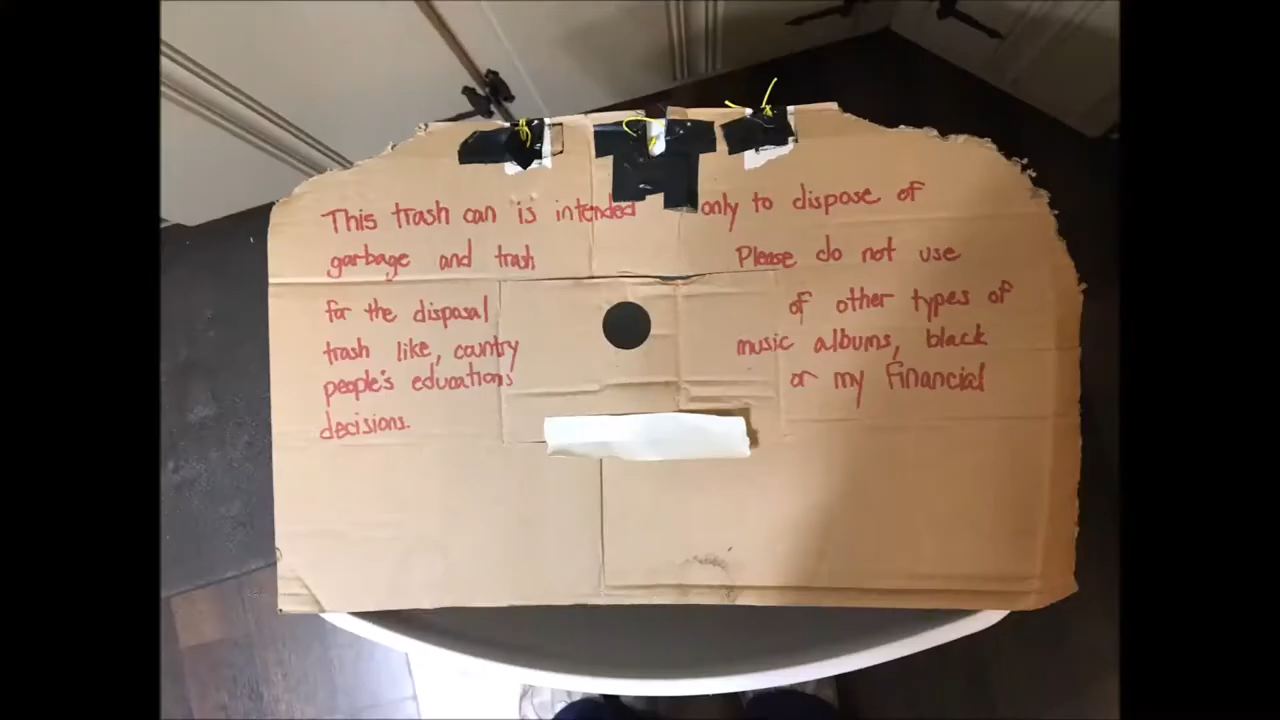 This trash can is intended only to dispose of
garbage and trash Please do not use
for the disposal of other types of
trash like, country music albums, black
people's educations or my Financial
decisions.